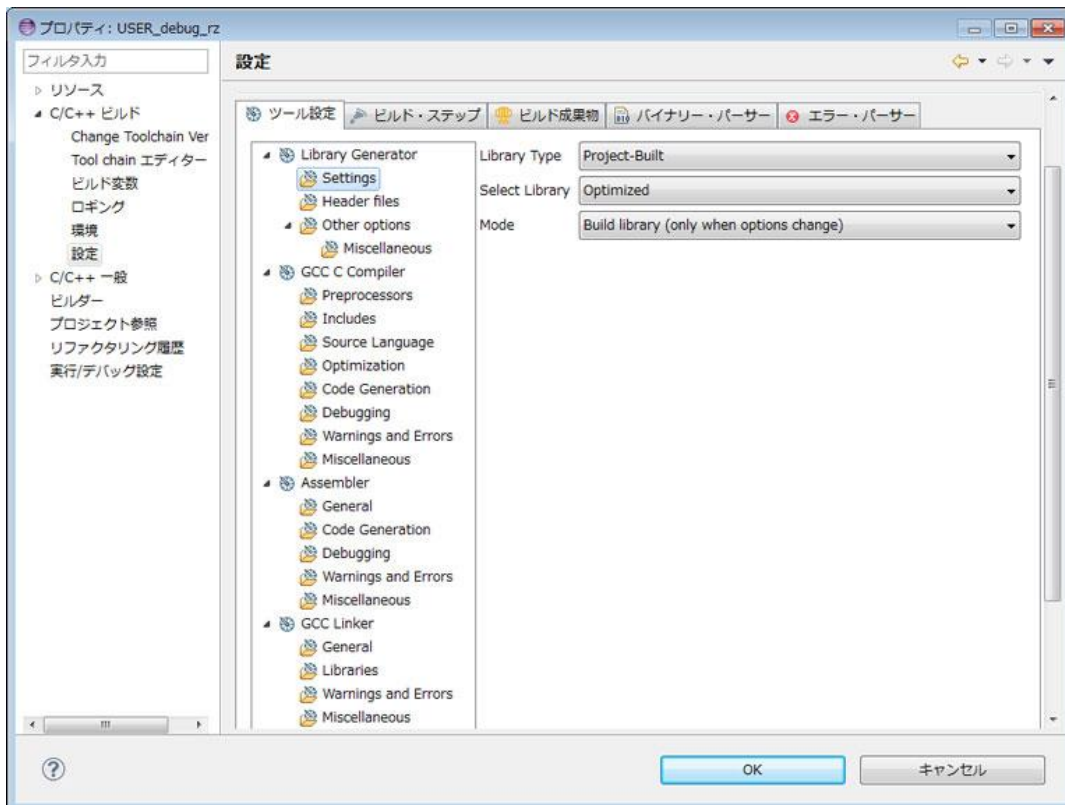 プロパティ: USER_debug_rz
フィルタ入力
リソース
C/C++ ビルド
Change Toolchain Ver
Tool chain エディター
ビルド変数
ロギング
環境
設定
C/C++ 一般
ビルダー
プロジェクト参照
リファクタリング履歴
実行/デバッグ設定
設定
ツール設定 ビルド・ステップ ビルド成果物 バイナリー・パーサー エラー・パーサー
Library Generator
Settings
Header files
Other options
Miscellaneous
GCC C Compiler
Preprocessors
Includes
Source Language
Optimization
Code Generation
Debugging
Warnings and Errors
Miscellaneous
Assembler
General
Code Generation
Debugging
Warnings and Errors
Miscellaneous
GCC Linker
General
Libraries
Warnings and Errors
Miscellaneous
Library Type Project-Built
Select Library Optimized
Mode Build library (only when options change)
OK キャンセル